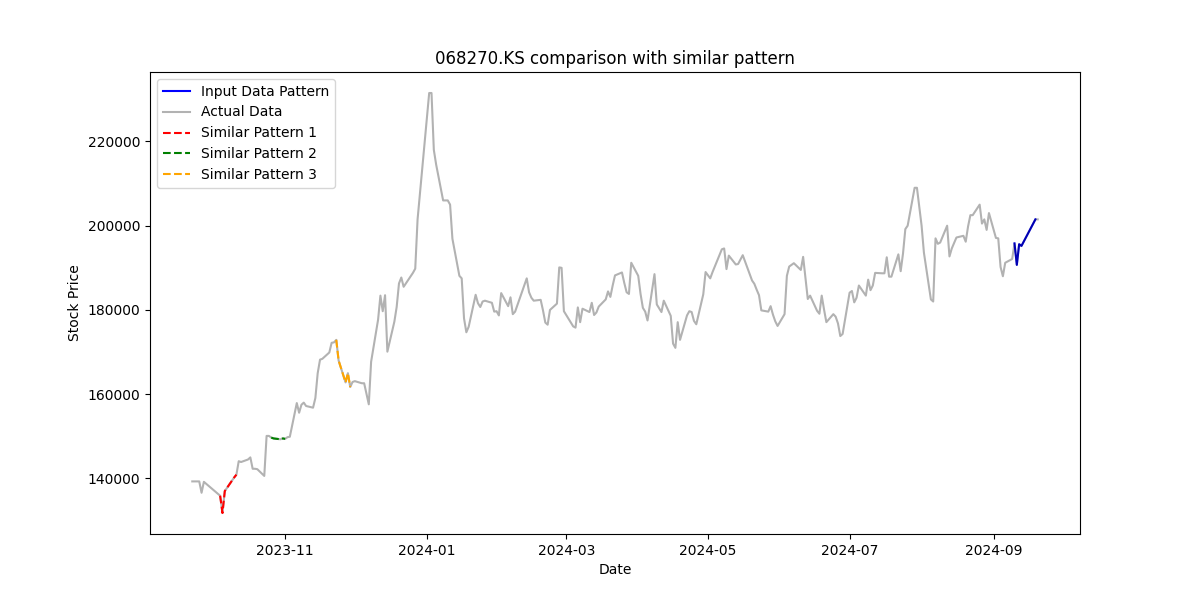 068270.KS comparison with similar pattern
Input Data Pattern
Actual Data
Similar Pattern 1
Similar Pattern 2
Similar Pattern 3
220000
200000
180000
160000
140000
Stock Price
2023-11
2024-01
2024-03
2024-05
2024-07
2024-09
Date